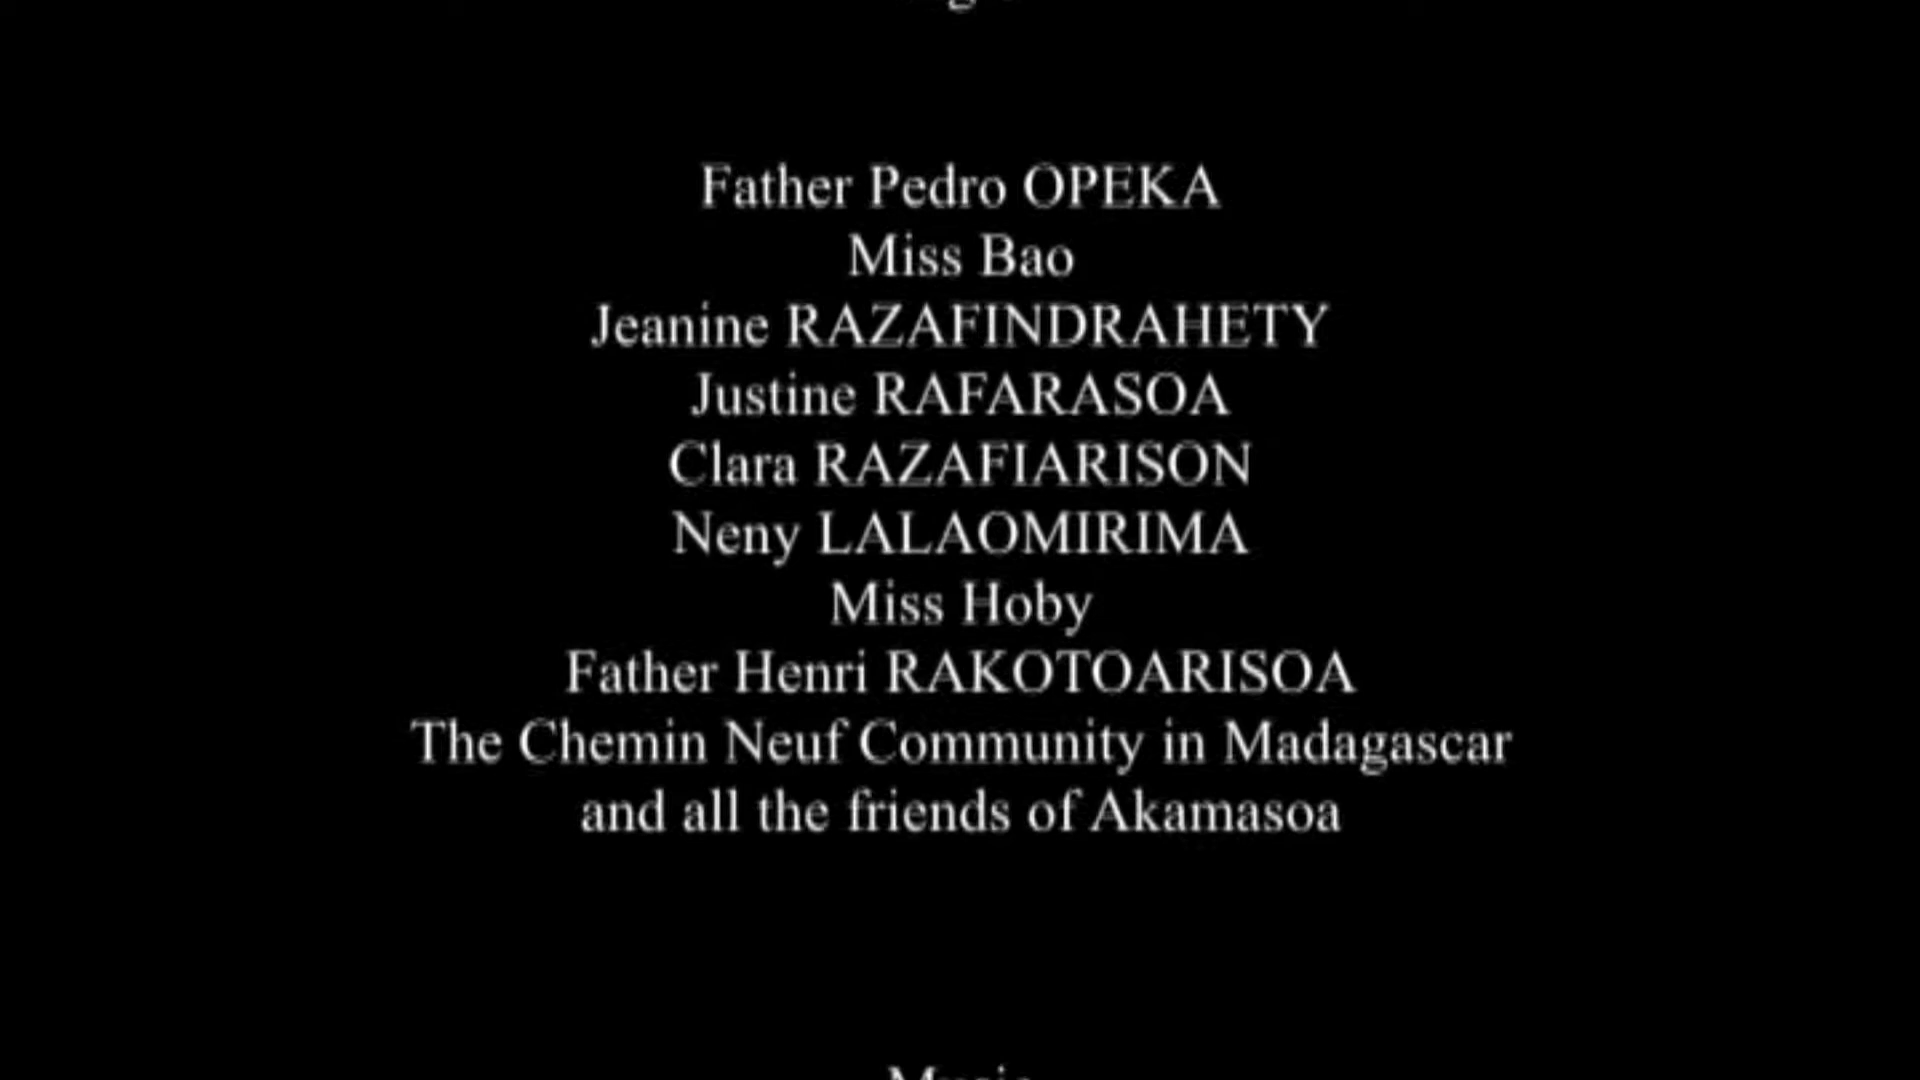 Father Pedro OPEKA
Miss Bao
Jeanine RAZAFINDRAHETY
Justine RAFARASOA
Clara RAZAFIARISON
Neny LALAOMIRIMA
Miss Hoby
Father Henri RAKOTOARISOA
The Chemin Neuf Community in Madagascar
and all the friends of Akamasoa
Music